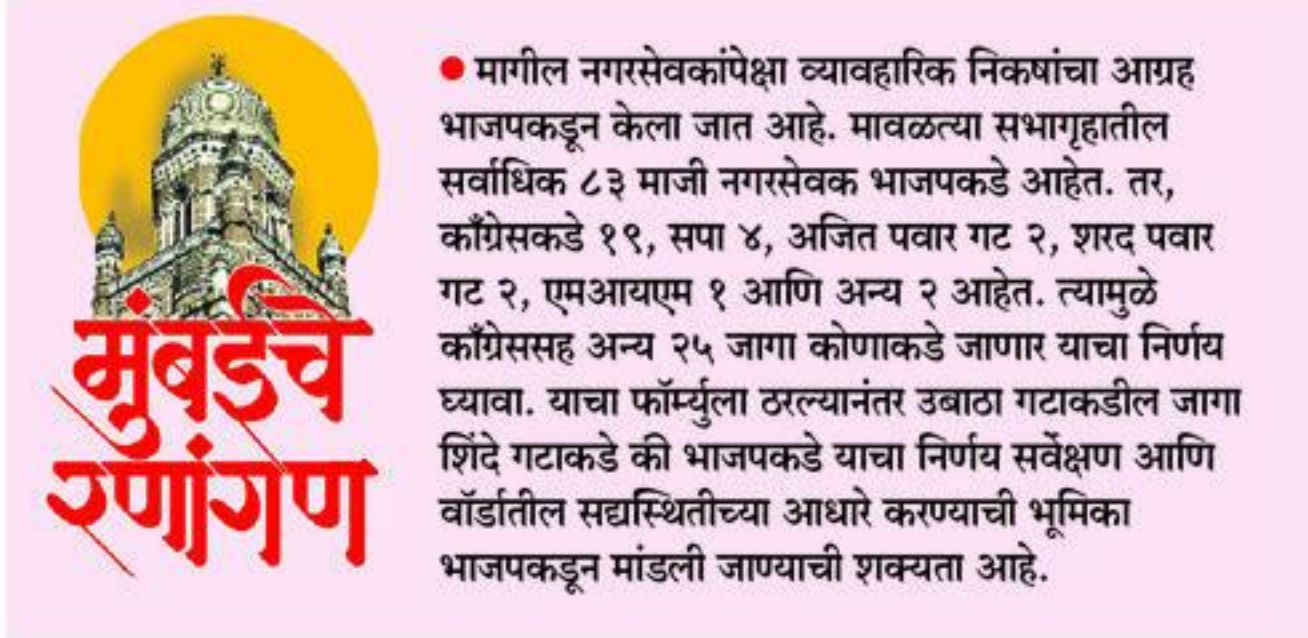 मुंबईचे
रणांगण
● मागील नगरसेवकांपेक्षा व्यावहारिक निकषांचा आग्रह
भाजपकडून केला जात आहे. मावळत्या सभागृहातील
सर्वाधिक ८३ माजी नगरसेवक भाजपकडे आहेत. तर,
काँग्रेसकडे १९, सपा ४, अजित पवार गट २, शरद पवार
गट २, एमआयएम १ आणि अन्य २ आहेत. त्यामुळे
काँग्रेससह अन्य २५ जागा कोणाकडे जाणार याचा निर्णय
घ्यावा. याचा फॉर्म्युला ठरल्यानंतर उबाठा गटाकडील जागा
शिंदे गटाकडे की भाजपकडे याचा निर्णय सर्वेक्षण आणि
वॉर्डातील सद्यस्थितीच्या आधारे करण्याची भूमिका
भाजपकडून मांडली जाण्याची शक्यता आहे.